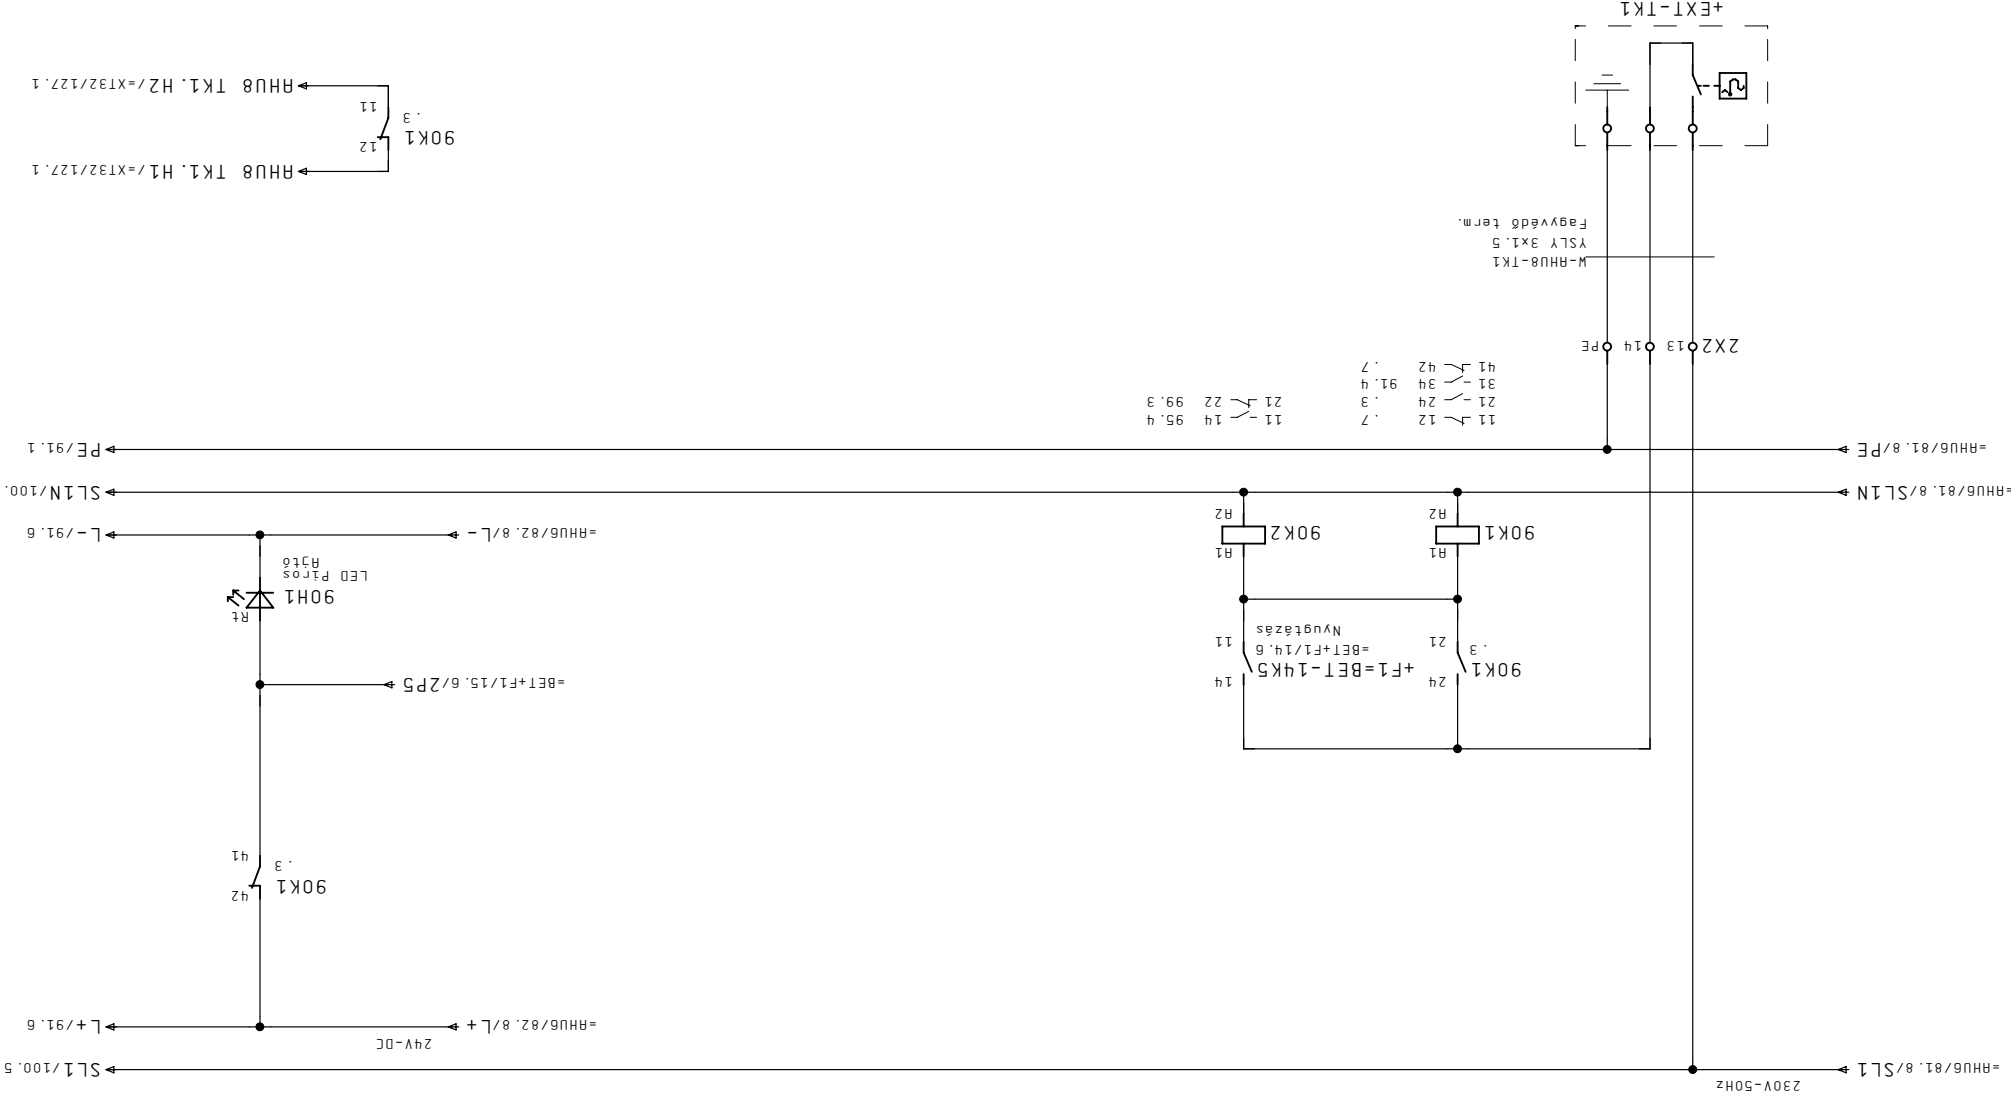 230V-50Hz
=AHU6/81.8/SL1
SL1/100.5
24V-DC
=AHU6/82.8/L+
L+/91.6
90K1
.3
42
41
90K1
.3
24
21
+F1=BET-14K5
=BET+F1/14.6
Nyugtázás
14
11
=BET+F1/15.6/2P5
90H1
LED Piros
Ajtó
Rt
90K1
A1
A2
90K2
A1
A2
=AHU6/82.8/L-
L-/91.6
=AHU6/81.8/SL1N
SL1N/100.
=AHU6/81.8/PE
PE/91.1
11 12 .7
21 24 .3
31 34 91.4
41 42 .7
11 14 95.4
21 22 99.3
2X2 13 14 PE
W-AHU8-TK1
YSLY 3x1.5
Fagyvédő term.
AHU8 TK1.H1/=XT32/127.1
90K1
.3
12
11
AHU8 TK1.H2/=XT32/127.1
+EXT-TK1